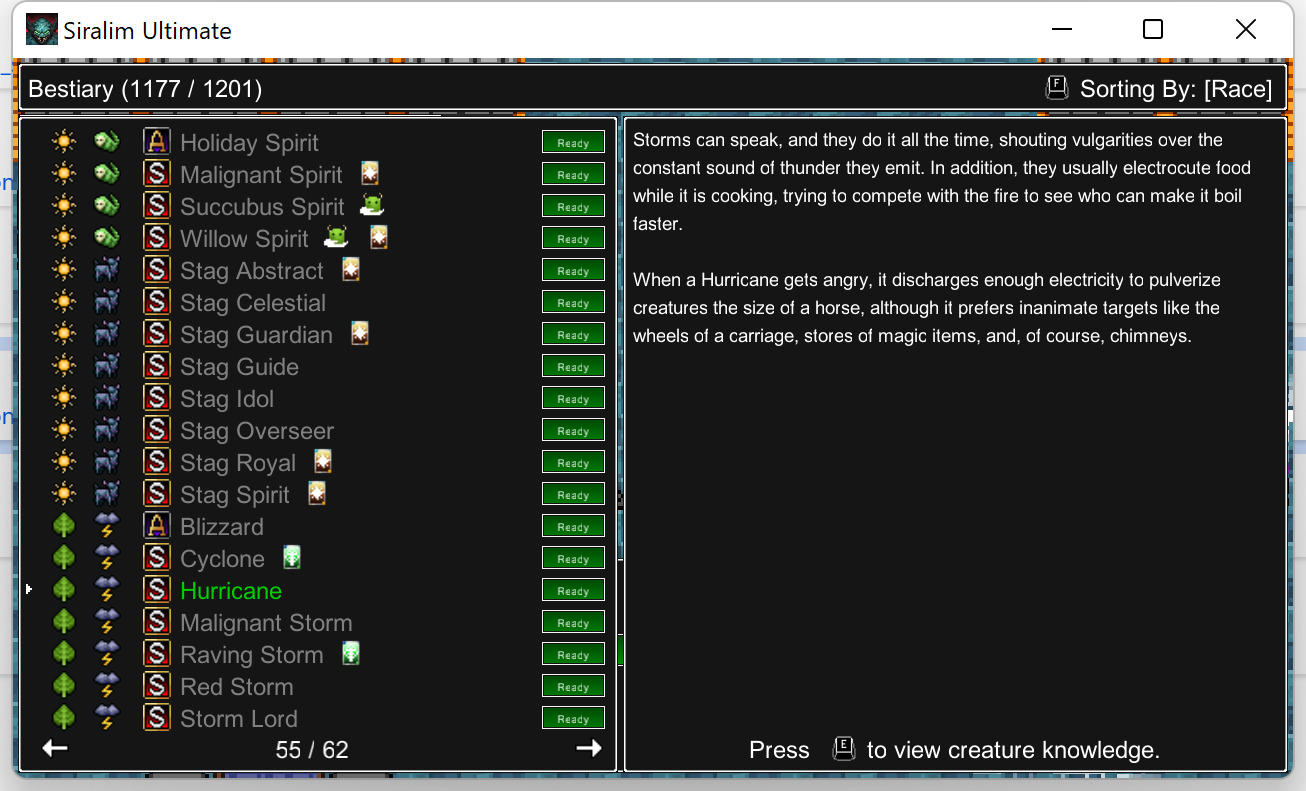 Siralim Ultimate
Bestiary (1177 / 1201)
F Sorting By: [Race]
A Holiday Spirit Ready
S Malignant Spirit Ready
S Succubus Spirit Ready
S Willow Spirit Ready
S Stag Abstract Ready
S Stag Celestial Ready
S Stag Guardian Ready
S Stag Guide Ready
S Stag Idol Ready
S Stag Overseer Ready
S Stag Royal Ready
S Stag Spirit Ready
A Blizzard Ready
S Cyclone Ready
S Hurricane Ready
S Malignant Storm Ready
S Raving Storm Ready
S Red Storm Ready
S Storm Lord Ready
55 / 62
Storms can speak, and they do it all the time, shouting vulgarities over the
constant sound of thunder they emit. In addition, they usually electrocute food
while it is cooking, trying to compete with the fire to see who can make it boil
faster.
When a Hurricane gets angry, it discharges enough electricity to pulverize
creatures the size of a horse, although it prefers inanimate targets like the
wheels of a carriage, stores of magic items, and, of course, chimneys.
Press E to view creature knowledge.